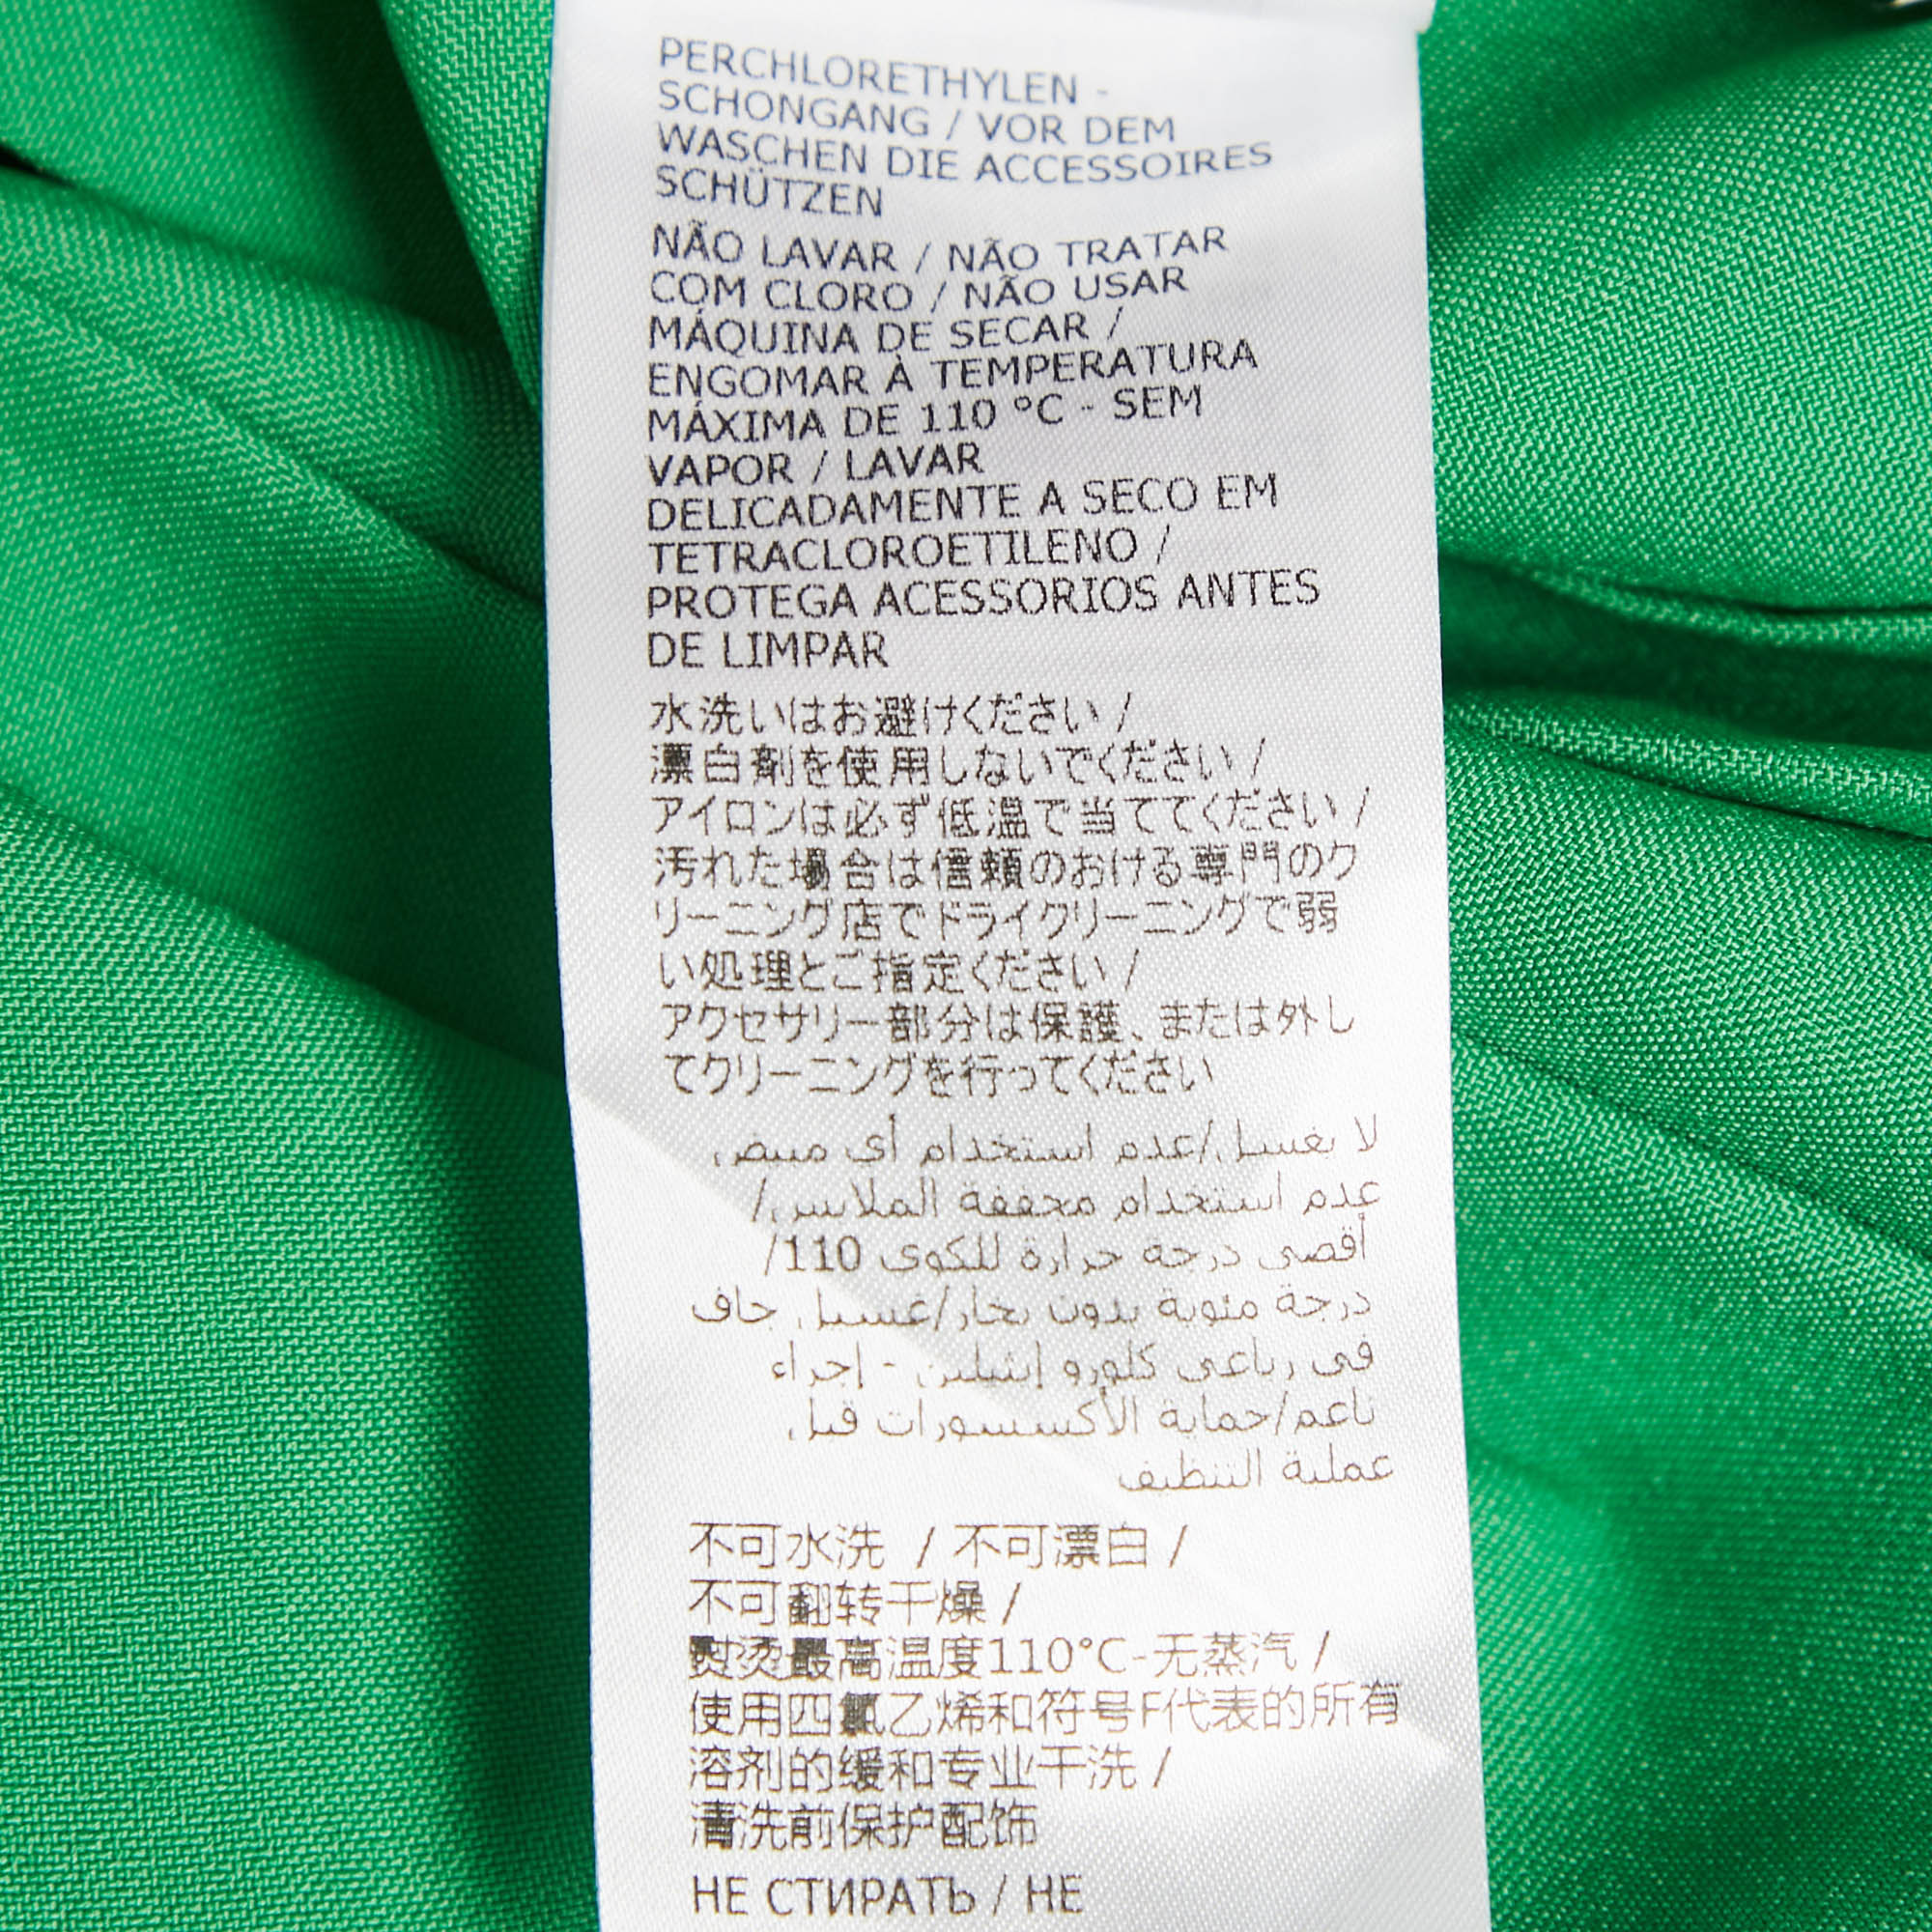 PERCHLORETHYLEN -
SCHONGANG / VOR DEM
WASCHEN DIE ACCESSOIRES
SCHÜTZEN
NÃO LAVAR / NÃO TRATAR
COM CLORO / NÃO USAR
MÁQUINA DE SECAR /
ENGOMAR À TEMPERATURA
MÁXIMA DE 110 °C - SEM
VAPOR / LAVAR
DELICADAMENTE A SECO EM
TETRACLOROETILENO /
PROTEGA ACESSORIOS ANTES
DE LIMPAR
水洗いはお避けください /
漂白剤を使用しないでください /
アイロンは必ず低温で当ててください /
汚れた場合は信頼のおける専門のク
リーニング店でドライクリーニングで弱
い処理とご指定ください /
アクセサリー部分は保護、または外し
てクリーニングを行ってください
لا يغسل/عدم استخدام أى مبيض
عدم استخدام مجففة الملابس/
أقصى درجة حرارة للكوى 110/
درجة مئوية بدون بخار/غسيل جاف
فى رباعى كلورو إيثيلين - إجراء
ناعم/حماية الأكسسورات قبل
عملية التنظيف
不可水洗 / 不可漂白 /
不可翻转干燥 /
熨烫最高温度110°C-无蒸汽 /
使用四氯乙烯和符号F代表的所有
溶剂的缓和专业干洗 /
清洗前保护配饰
НЕ СТИРАТЬ / НЕ